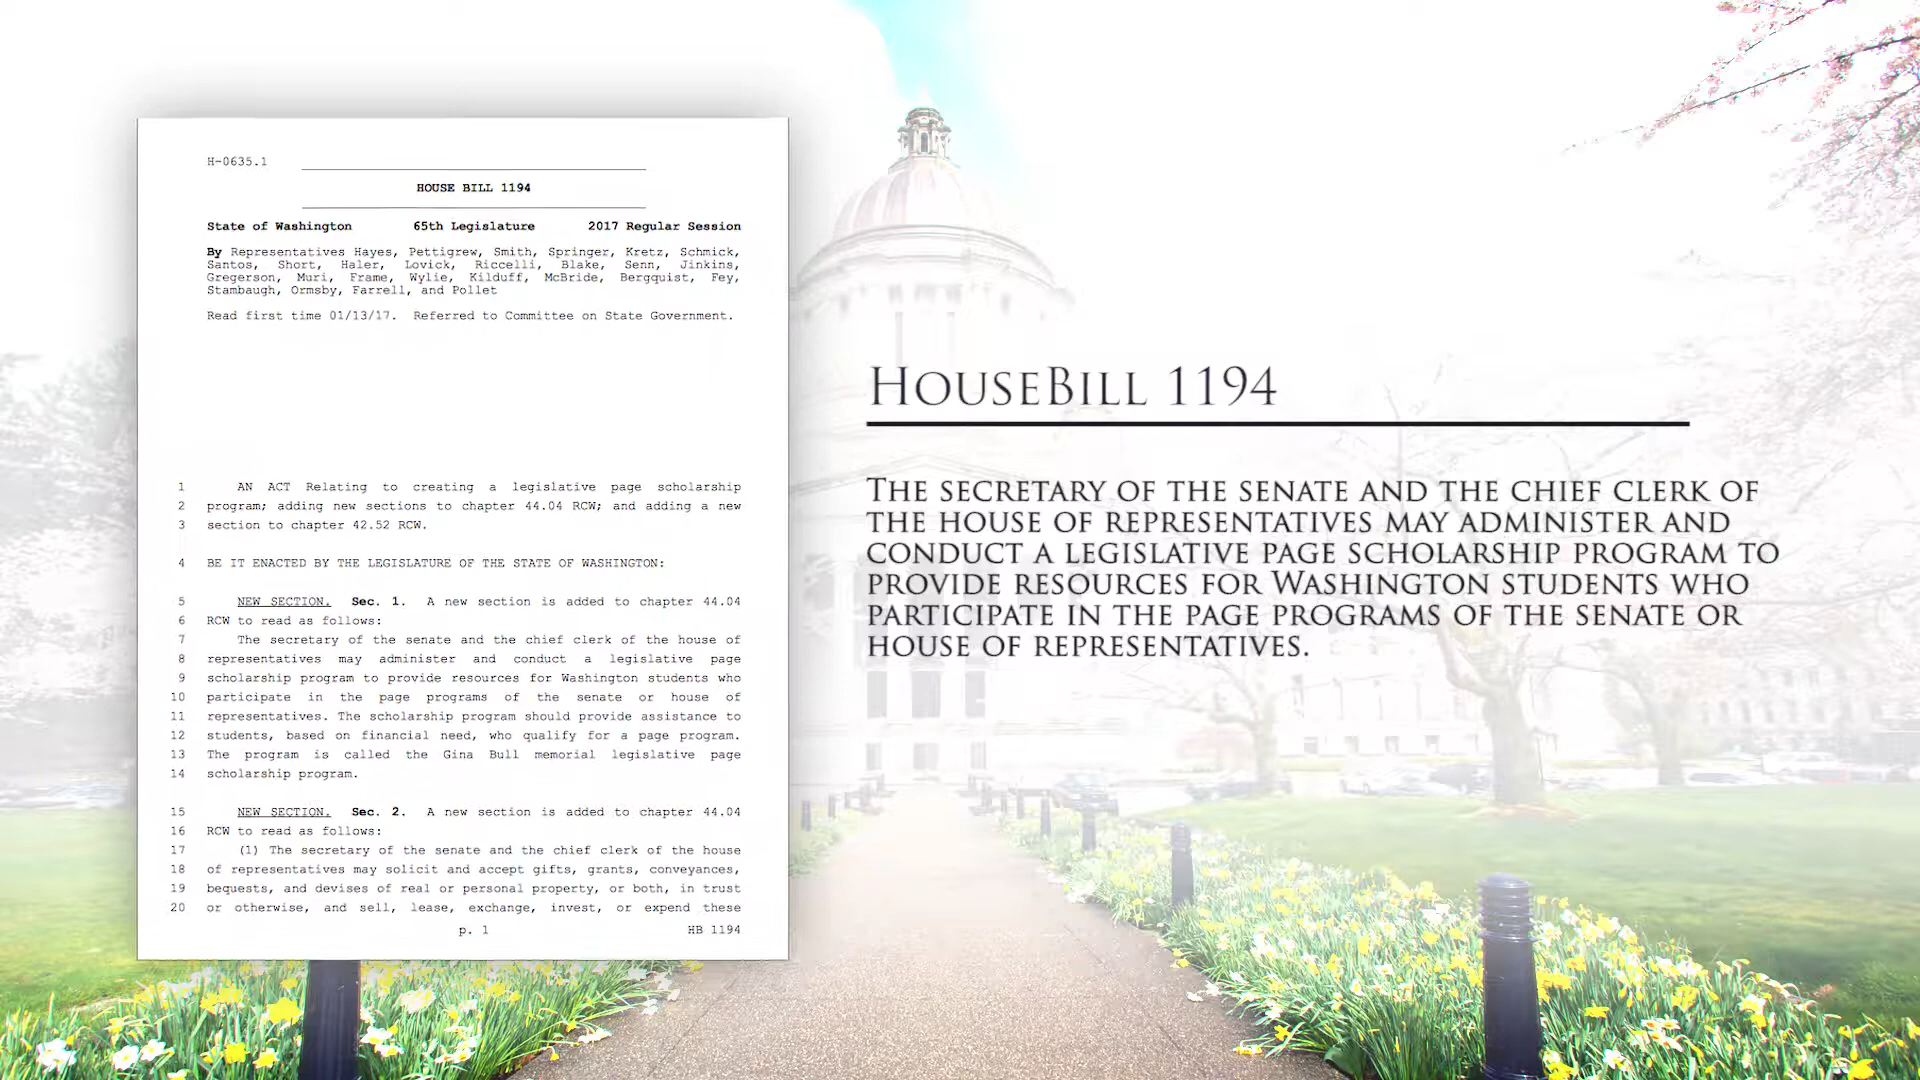 H-0635.1
HOUSE BILL 1194
State of Washington 65th Legislature 2017 Regular Session
By Representatives Hayes, Pettigrew, Smith, Springer, Kretz, Schmick,
Santos, Short, Haler, Lovick, Riccelli, Blake, Senn, Jinkins,
Gregerson, Muri, Frame, Wylie, Kilduff, McBride, Bergquist, Fey,
Stambaugh, Ormsby, Farrell, and Pollet
Read first time 01/13/17. Referred to Committee on State Government.
1 AN ACT Relating to creating a legislative page scholarship
2 program; adding new sections to chapter 44.04 RCW; and adding a new
3 section to chapter 42.52 RCW.
4 BE IT ENACTED BY THE LEGISLATURE OF THE STATE OF WASHINGTON:
5 NEW SECTION. Sec. 1. A new section is added to chapter 44.04
6 RCW to read as follows:
7 The secretary of the senate and the chief clerk of the house of
8 representatives may administer and conduct a legislative page
9 scholarship program to provide resources for Washington students who
10 participate in the page programs of the senate or house of
11 representatives. The scholarship program should provide assistance to
12 students, based on financial need, who qualify for a page program.
13 The program is called the Gina Bull memorial legislative page
14 scholarship program.
15 NEW SECTION. Sec. 2. A new section is added to chapter 44.04
16 RCW to read as follows:
17 (1) The secretary of the senate and the chief clerk of the house
18 of representatives may solicit and accept gifts, grants, conveyances,
19 bequests, and devises of real or personal property, or both, in trust
20 or otherwise, and sell, lease, exchange, invest, or expend these
p. 1 HB 1194
HOUSEBILL 1194
THE SECRETARY OF THE SENATE AND THE CHIEF CLERK OF
THE HOUSE OF REPRESENTATIVES MAY ADMINISTER AND
CONDUCT A LEGISLATIVE PAGE SCHOLARSHIP PROGRAM TO
PROVIDE RESOURCES FOR WASHINGTON STUDENTS WHO
PARTICIPATE IN THE PAGE PROGRAMS OF THE SENATE OR
HOUSE OF REPRESENTATIVES.